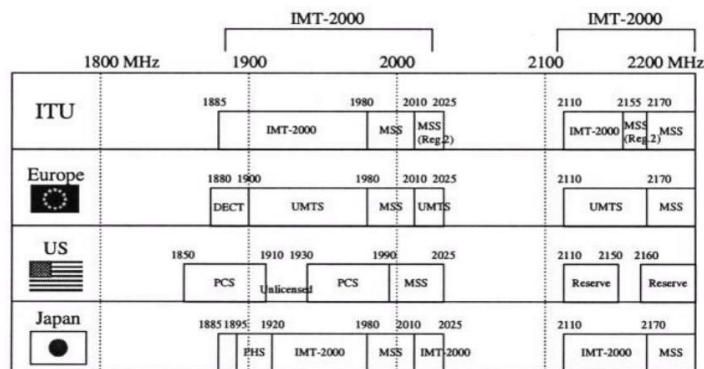 IMT-2000 IMT-2000
1800 MHz 1900 2000 2100 2200 MHz
ITU
1885 1980 2010 2025 2110 2155 2170
IMT-2000 MSS MSS (Reg.2) IMT-2000 MSS (Reg.2) MSS
Europe
1880 1900 1980 2010 2025 2110 2170
DECT UMTS MSS UMTS UMTS MSS
US
1850 1910 1930 1990 2025 2110 2150 2160
PCS Unlicensed PCS MSS Reserve Reserve
Japan
1885 1895 1920 1980 2010 2025 2110 2170
PHS IMT-2000 MSS IMT-2000 IMT-2000 MSS